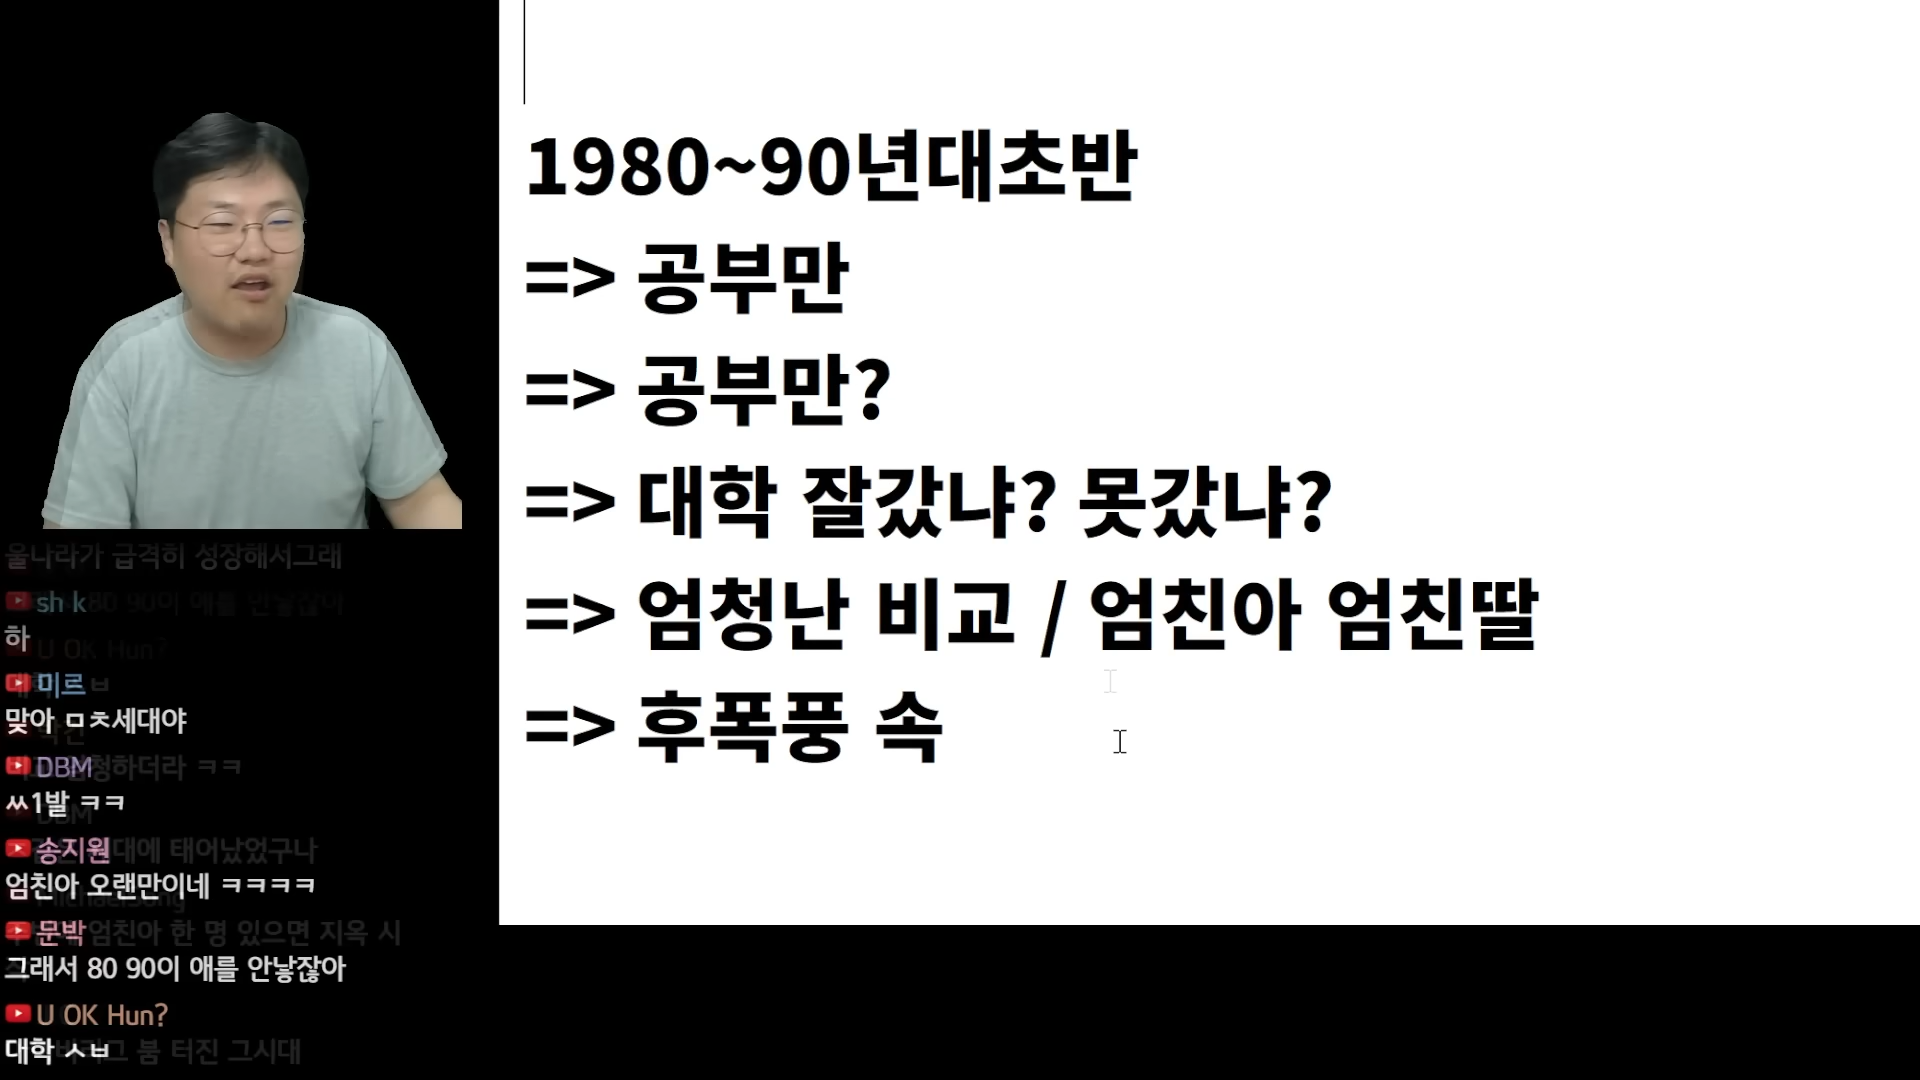 1980~90년대초반
=> 공부만
=> 공부만?
=> 대학 잘갔냐? 못갔냐?
=> 엄청난 비교 / 엄친아 엄친딸
=> 후폭풍 속
울나라가 급격히 성장해서그래
sh k
하
미르
맞아 ㅁㅊ세대야
DBM
ㅆ1발 ㅋㅋ
송지원
엄친아 오랜만이네 ㅋㅋㅋㅋ
문박
그래서 80 90이 애를 안낳잖아
U OK Hun?
대학 ㅅㅂ